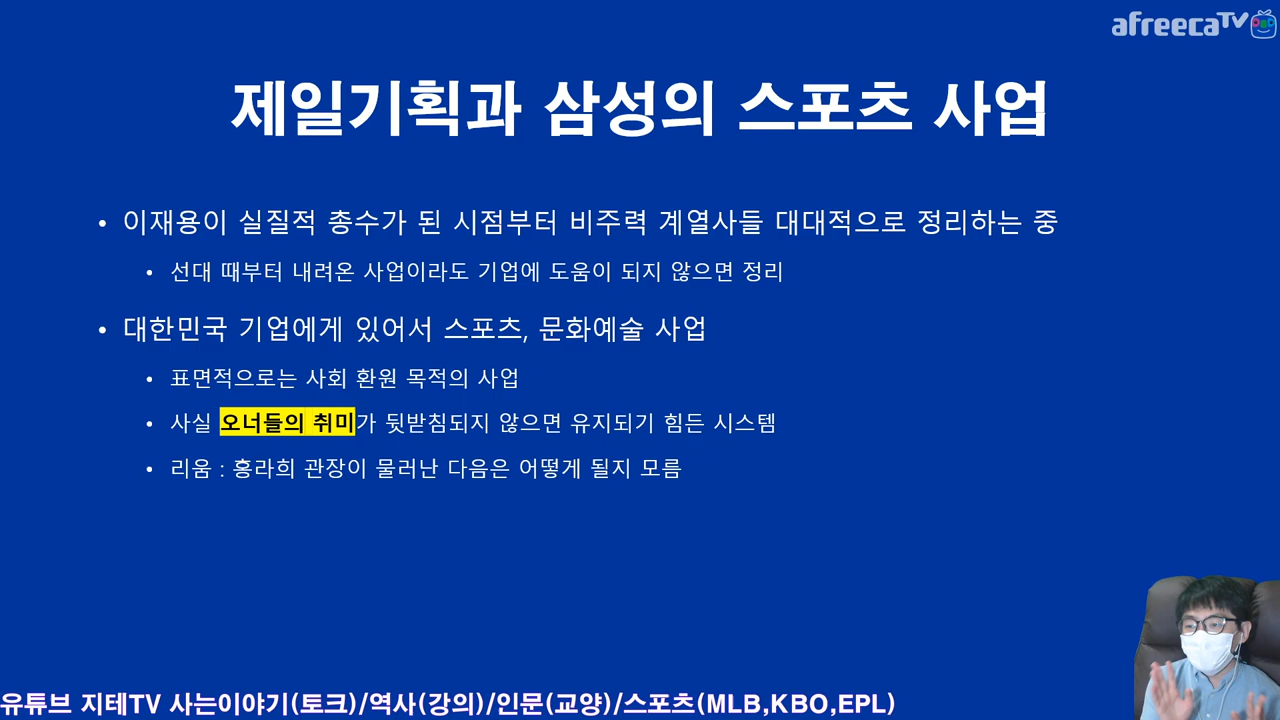 afreecaTV
제일기획과 삼성의 스포츠 사업
• 이재용이 실질적 총수가 된 시점부터 비주력 계열사들 대대적으로 정리하는 중
• 선대 때부터 내려온 사업이라도 기업에 도움이 되지 않으면 정리
• 대한민국 기업에게 있어서 스포츠, 문화예술 사업
• 표면적으로는 사회 환원 목적의 사업
• 사실 오너들의 취미가 뒷받침되지 않으면 유지되기 힘든 시스템
• 리움 : 홍라희 관장이 물러난 다음은 어떻게 될지 모름
유튜브 지테TV 사는이야기(토크)/역사(강의)/인문(교양)/스포츠(MLB,KBO,EPL)